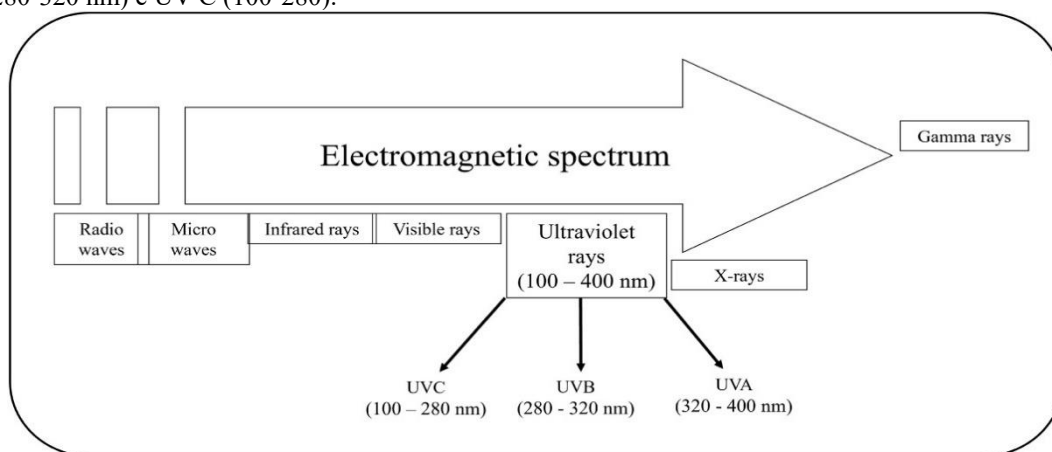 280-320 nm) e UV C (100-280).
Electromagnetic spectrum
Gamma rays
Radio
waves
Micro
waves
Infrared rays
Visible rays
Ultraviolet
rays
(100 – 400 nm)
X-rays
UVC
(100 – 280 nm)
UVB
(280 - 320 nm)
UVA
(320 - 400 nm)